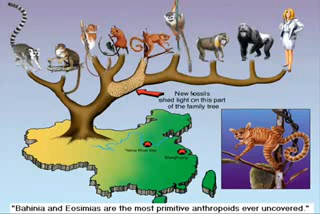 New fossils
shed light on this part
of the family tree
Shanghuang
"Bahinia and Eosimias are the most primitive anthropoids ever uncovered."